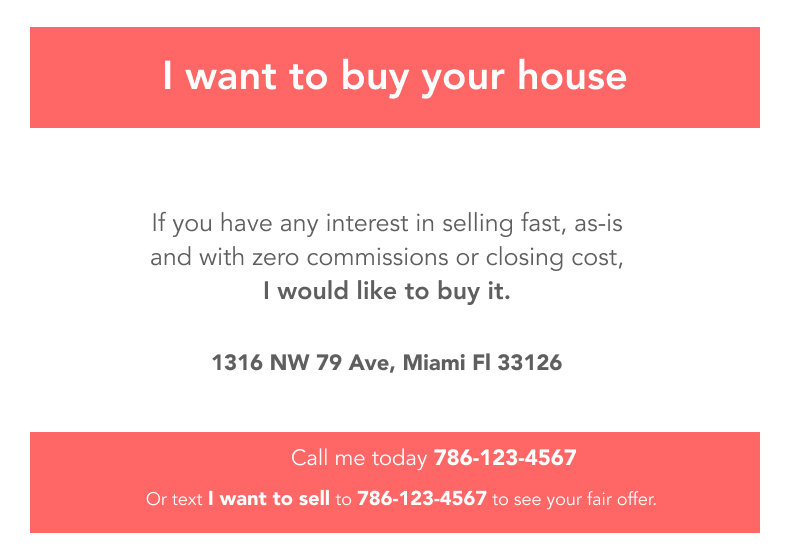 I want to buy your house
If you have any interest in selling fast, as-is
and with zero commissions or closing cost,
I would like to buy it.
1316 NW 79 Ave, Miami Fl 33126
Call me today 786-123-4567
Or text I want to sell to 786-123-4567 to see your fair offer.